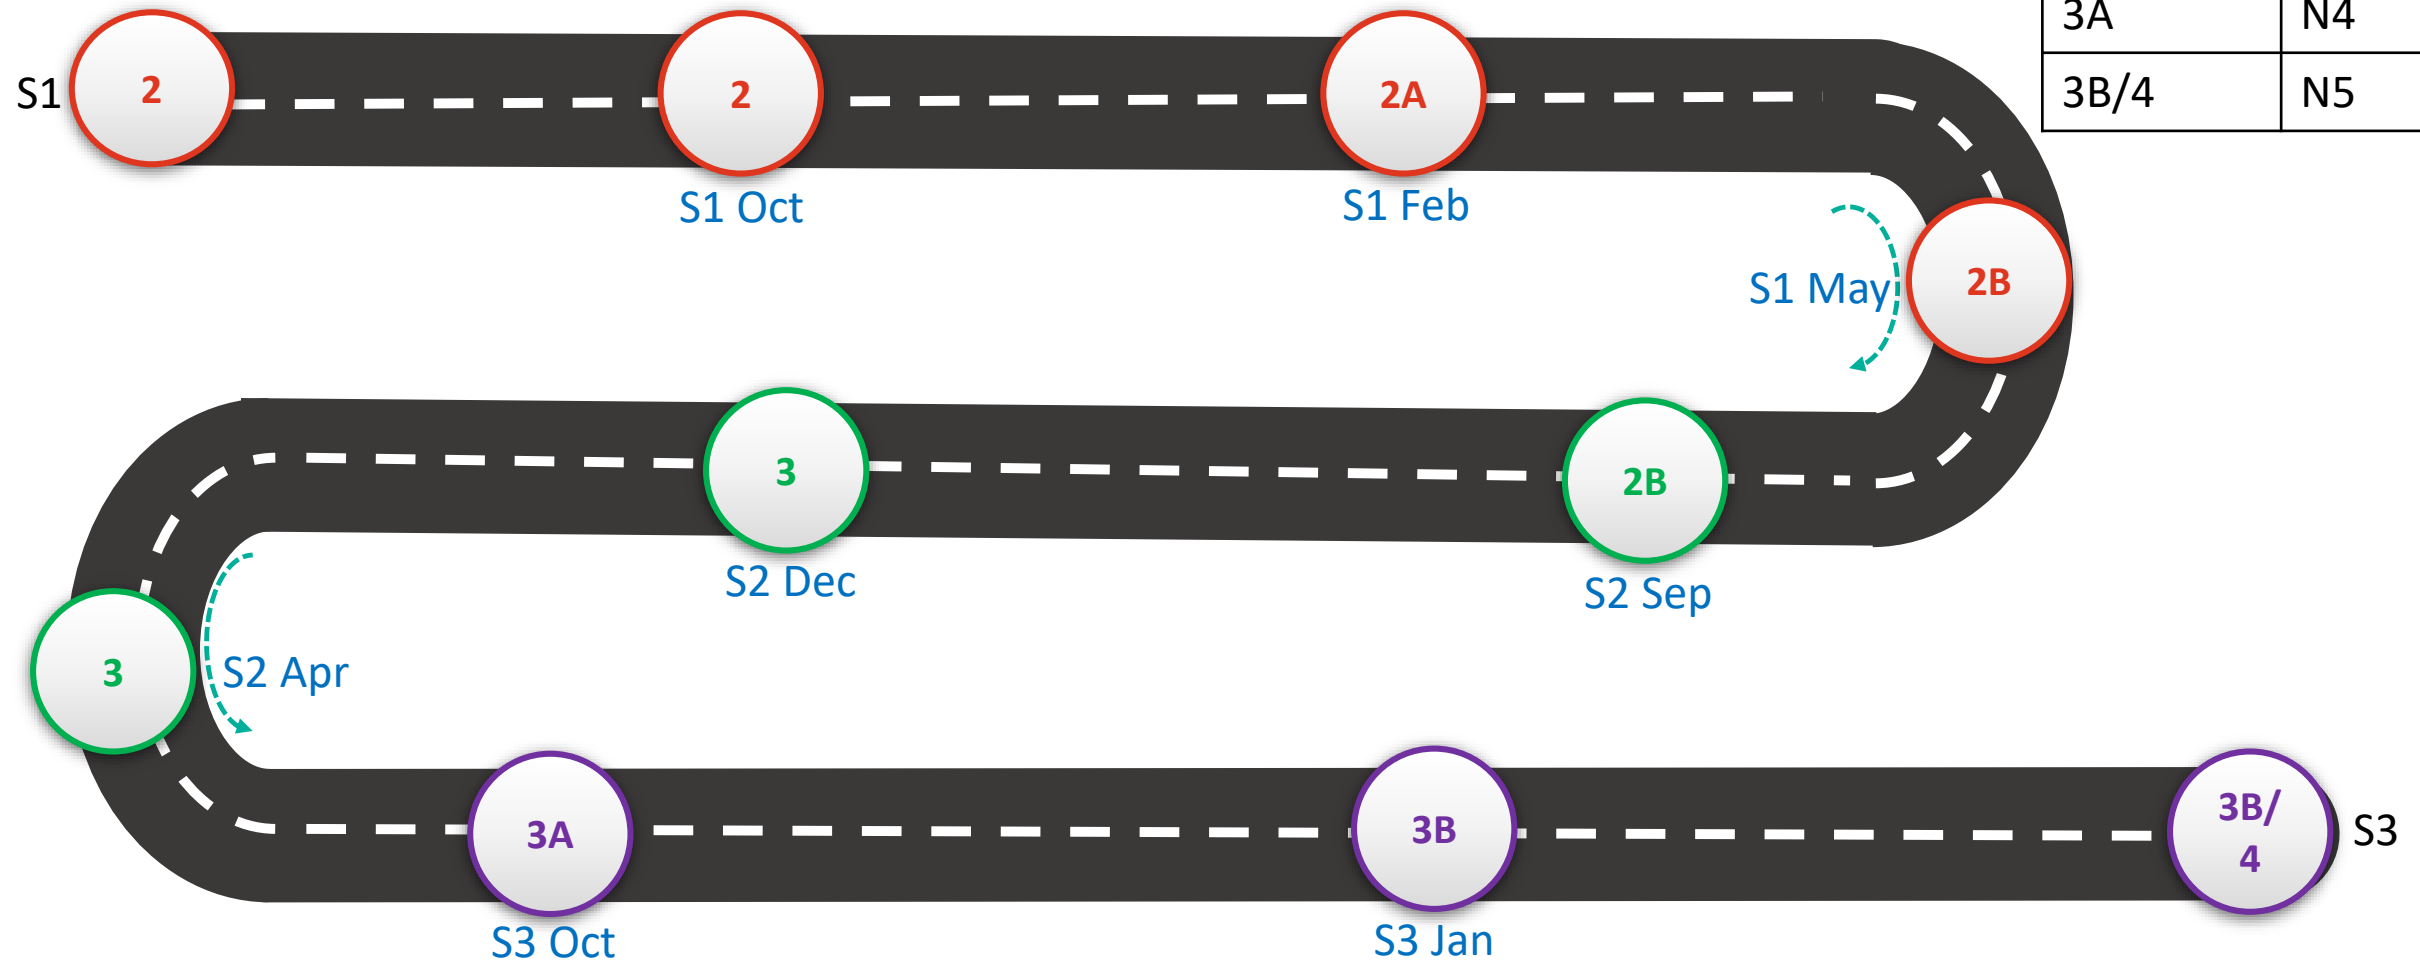 S1
2
2
2A
3A N4
3B/4 N5
S1 Oct
S1 Feb
S1 May
2B
3
2B
S2 Dec
S2 Sep
3
S2 Apr
3A
3B
3B/
4
S3
S3 Oct
S3 Jan